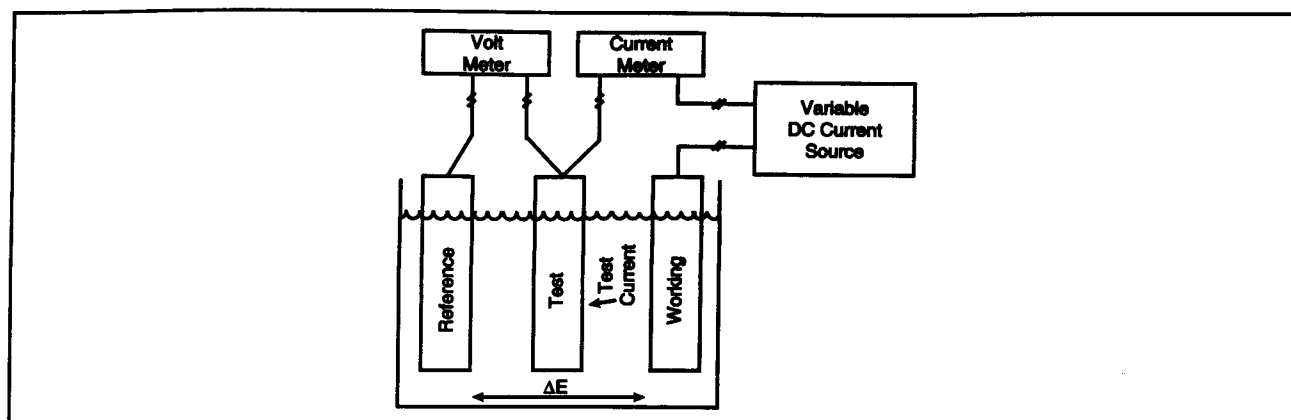 Volt
Meter
Current
Meter
Variable
DC Current
Source
Reference
Test
Test
Current
Working
ΔE